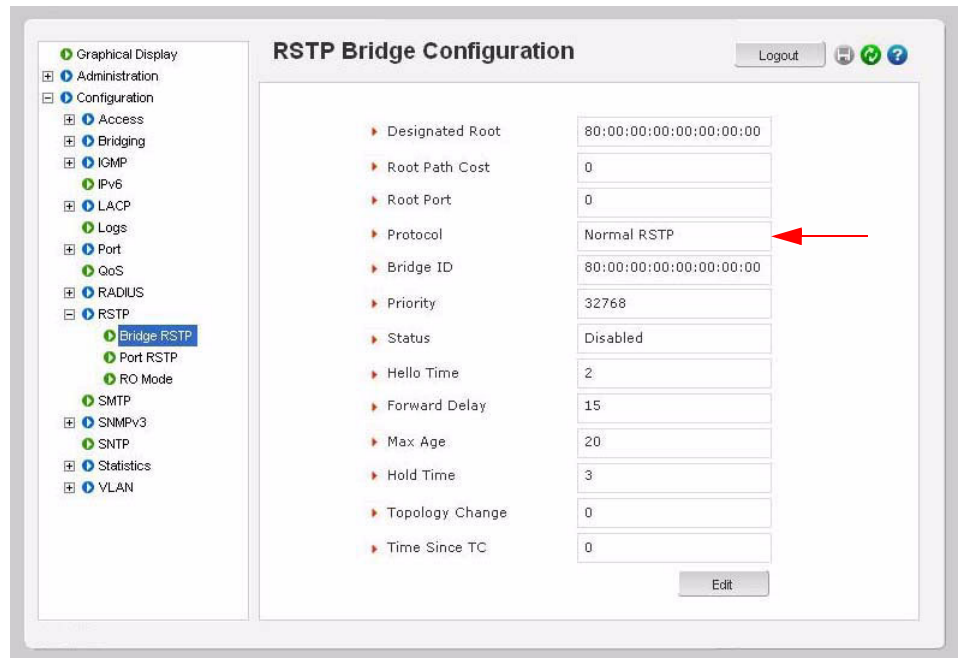 RSTP Bridge Configuration
Logout
Graphical Display
Administration
Configuration
Access
Bridging
IGMP
IPv6
LACP
Logs
Port
QoS
RADIUS
RSTP
Bridge RSTP
Port RSTP
RO Mode
SMTP
SNMPv3
SNTP
Statistics
VLAN
Designated Root 80:00:00:00:00:00:00:00
Root Path Cost 0
Root Port 0
Protocol Normal RSTP
Bridge ID 80:00:00:00:00:00:00:00
Priority 32768
Status Disabled
Hello Time 2
Forward Delay 15
Max Age 20
Hold Time 3
Topology Change 0
Time Since TC 0
Edit